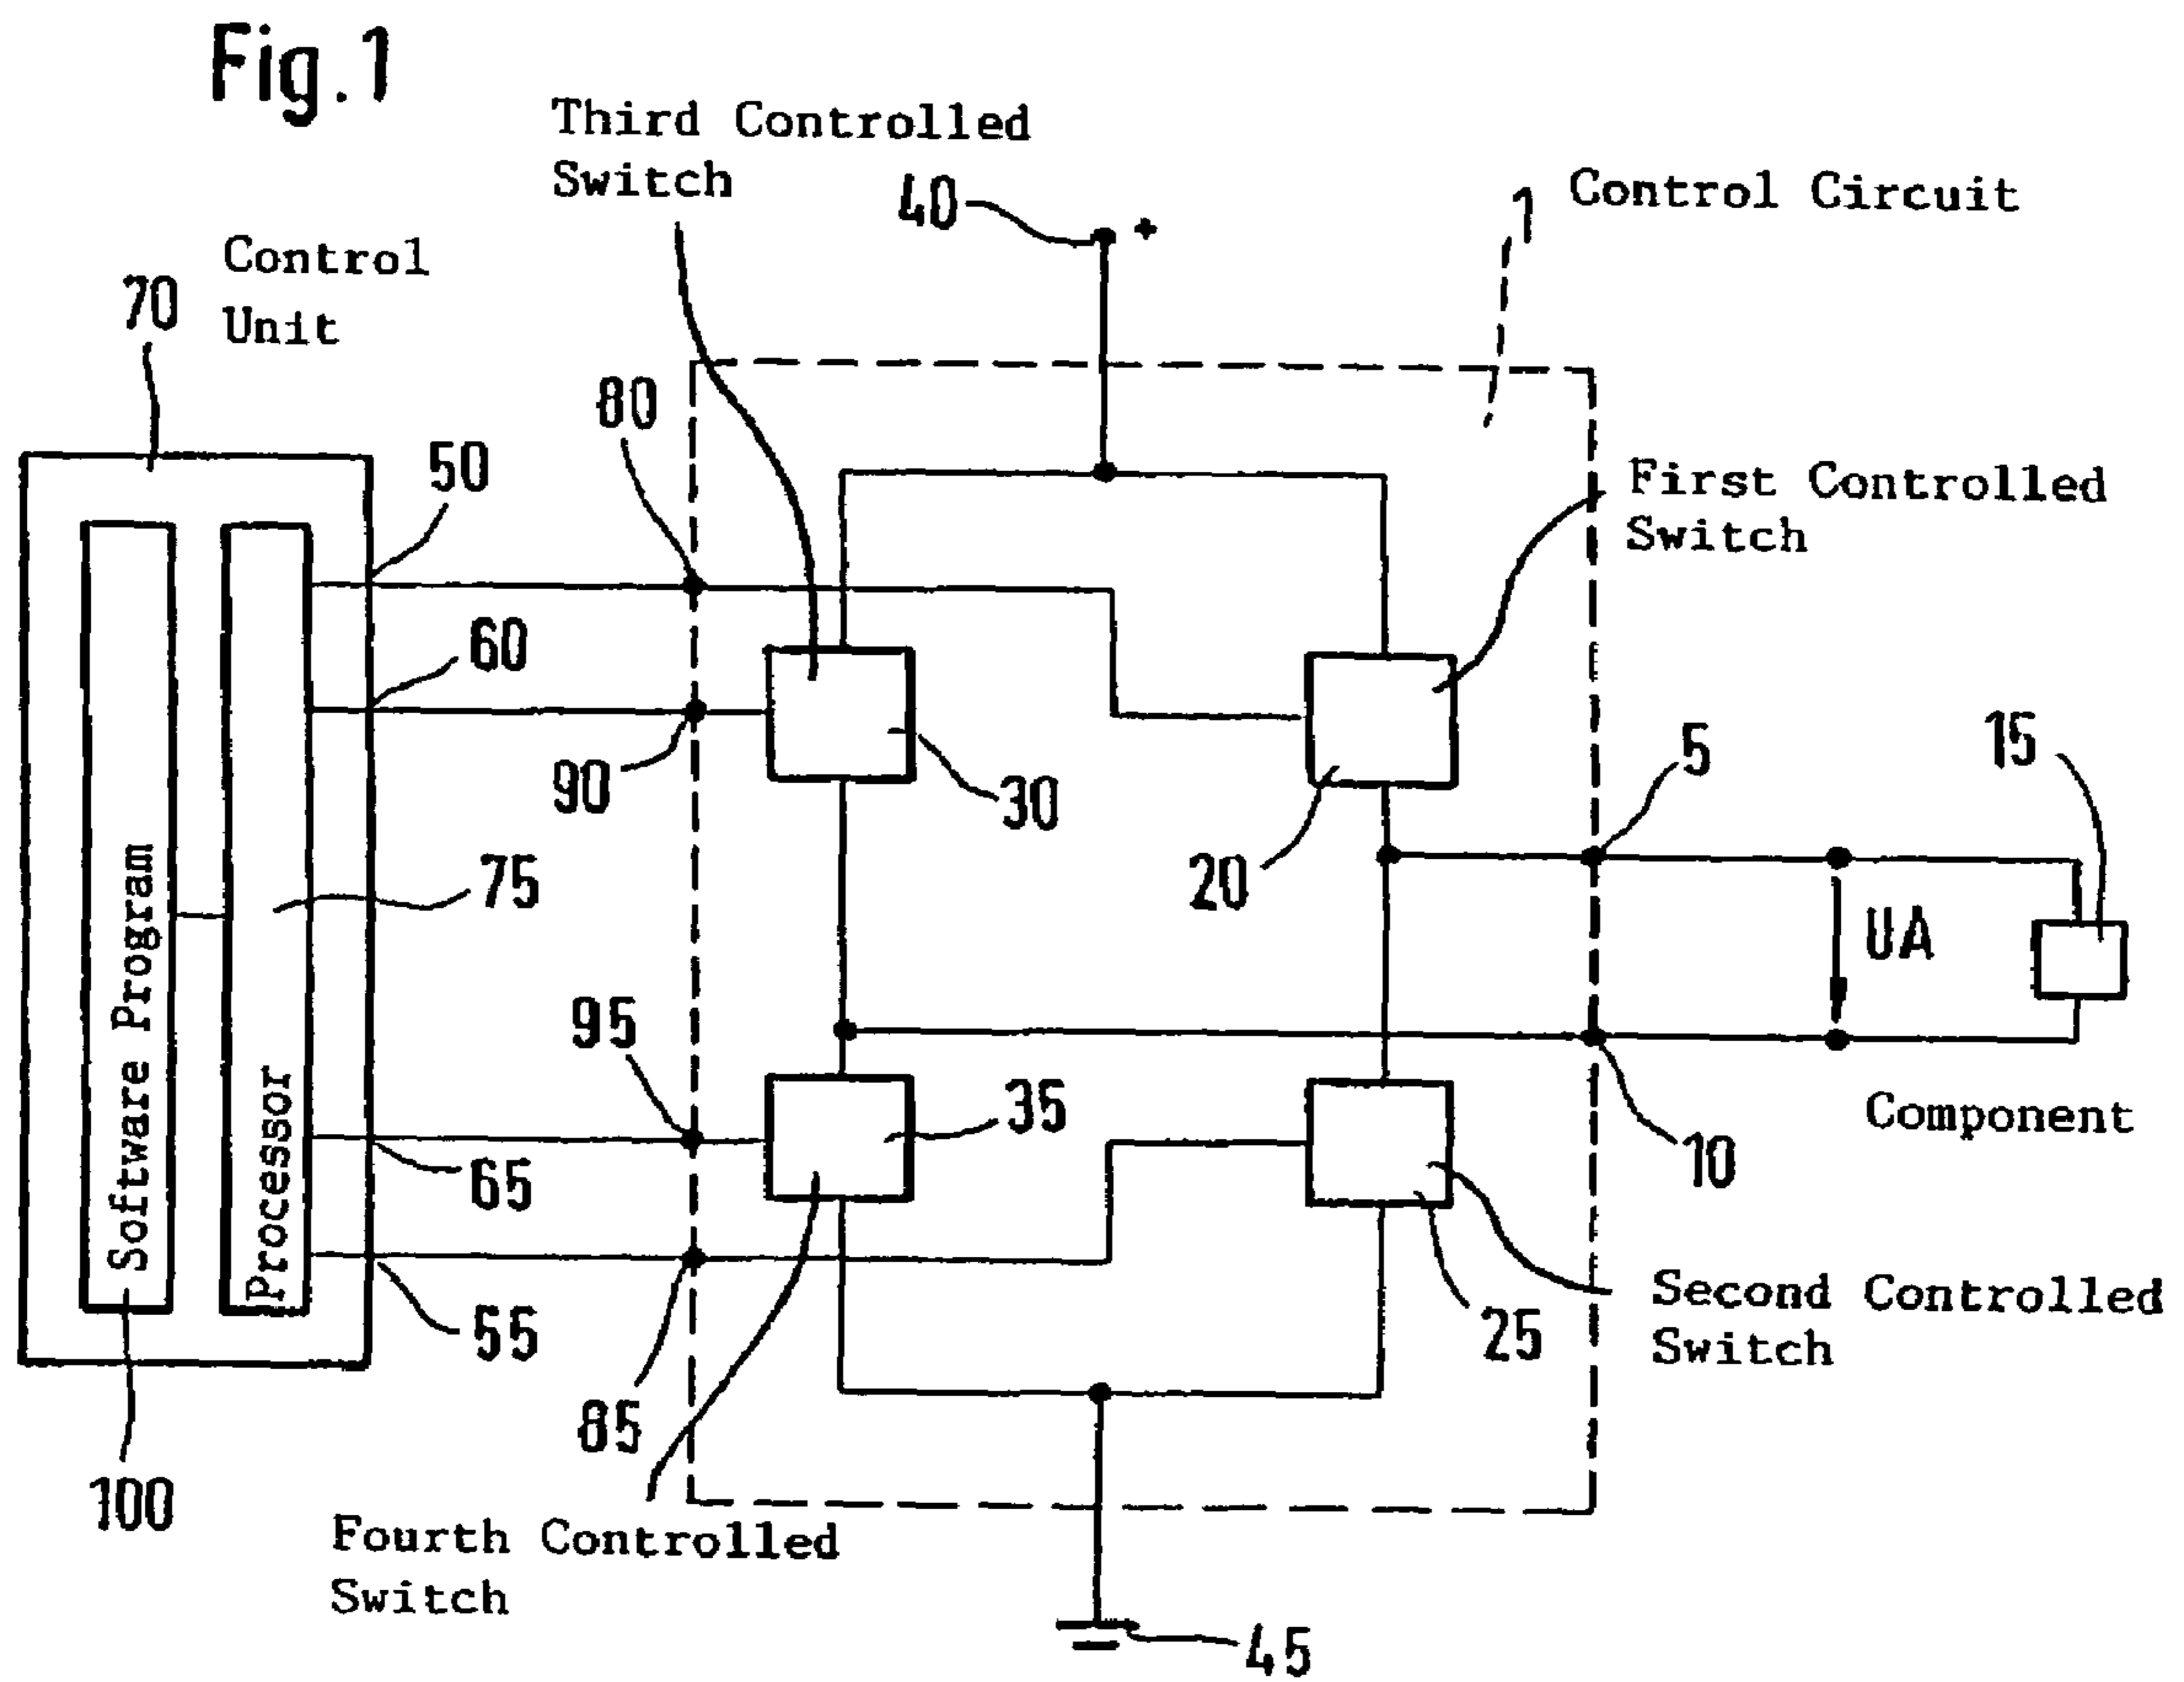 Fig.1
Third Controlled
Switch
40
+
1
Control Circuit
Control
Unit
70
80
50
First Controlled
Switch
60
90
30
5
15
20
75
UA
95
35
Component
10
65
Software Program
Processor
55
25
Second Controlled
Switch
85
100
Fourth Controlled
Switch
45